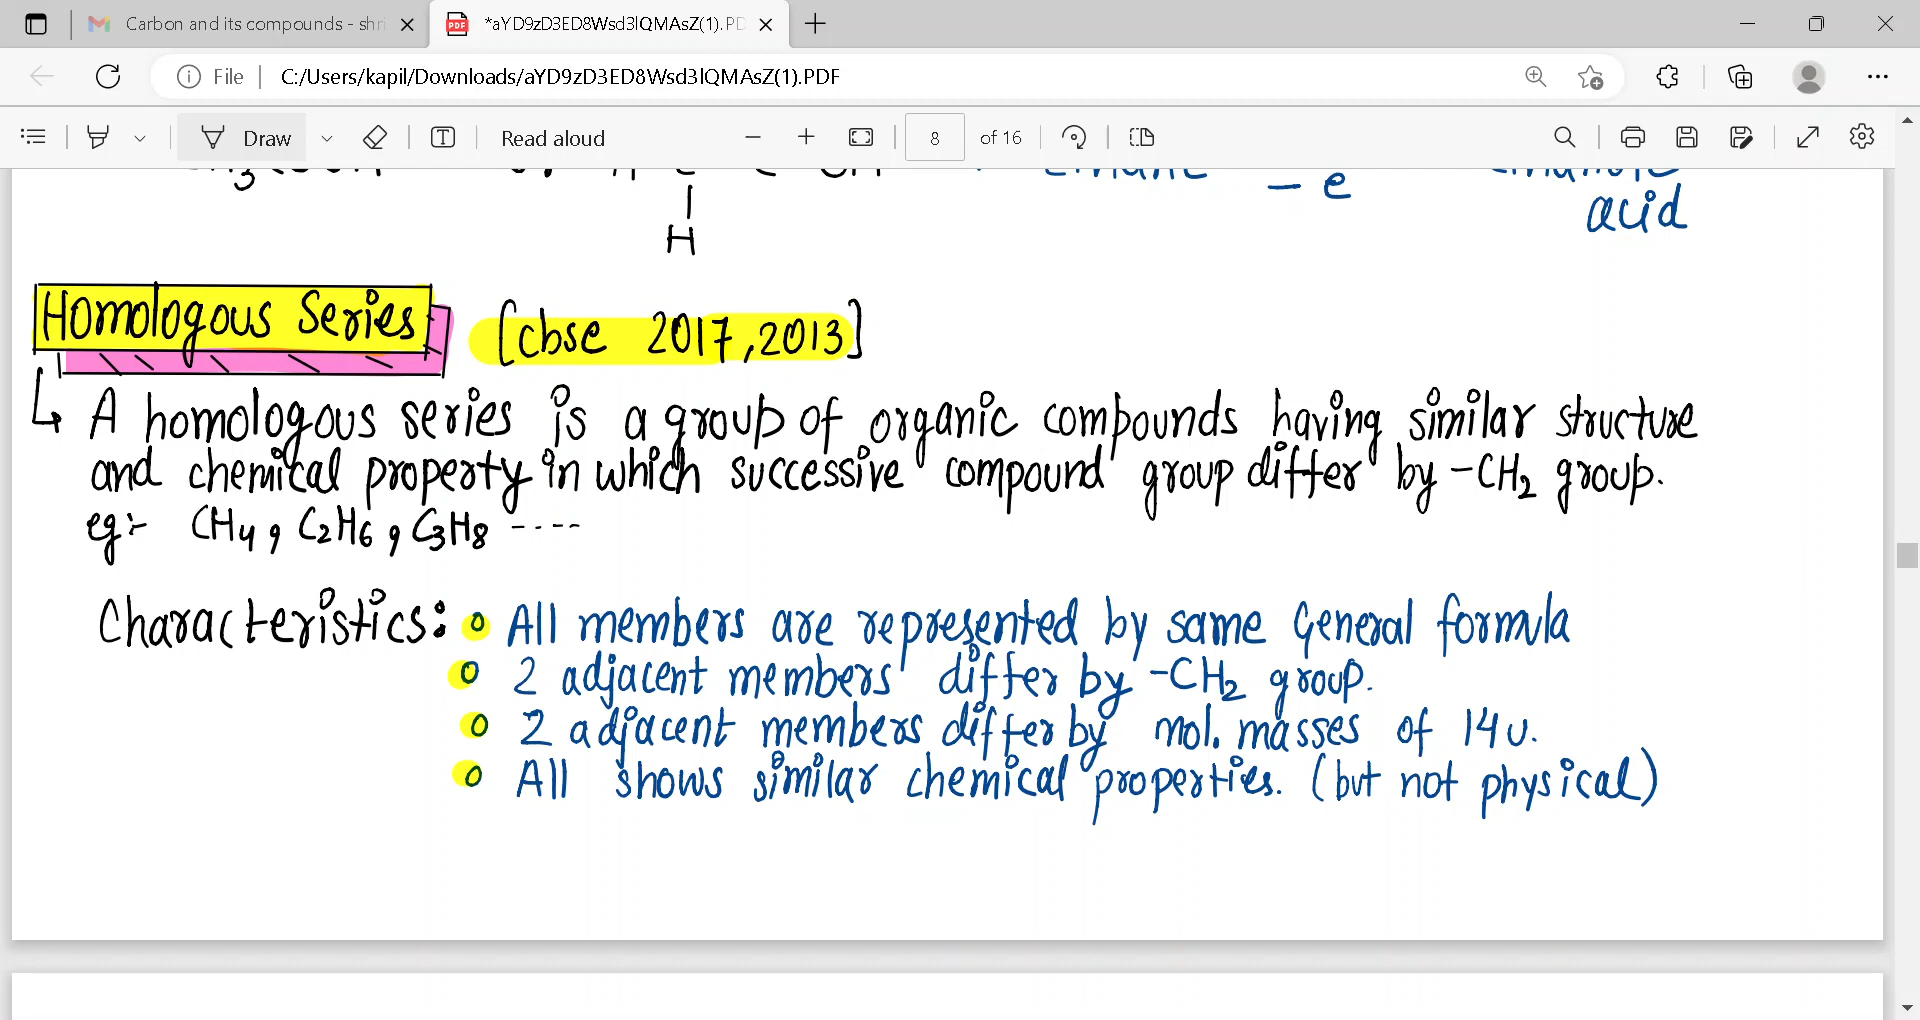 Carbon and its compounds - shri
*aYD9zD3ED8Wsd3lQMAsZ(1).PD
File
C:/Users/kapil/Downloads/aYD9zD3ED8Wsd3lQMAsZ(1).PDF
Draw
Read aloud
8 of 16
H
- e
acid
Homologous Series [cbse 2017,2013]
↳ A homologous series is a group of organic compounds having similar structure
and chemical property in which successive compound group differ by -CH₂ group.
eg:- CH₄, C₂H₆, C₃H₈ -----
Characteristics: o All members are represented by same General formula
o 2 adjacent members differ by -CH₂ group.
o 2 adjacent members differ by mol. masses of 14u.
o All shows similar chemical properties. (but not physical)